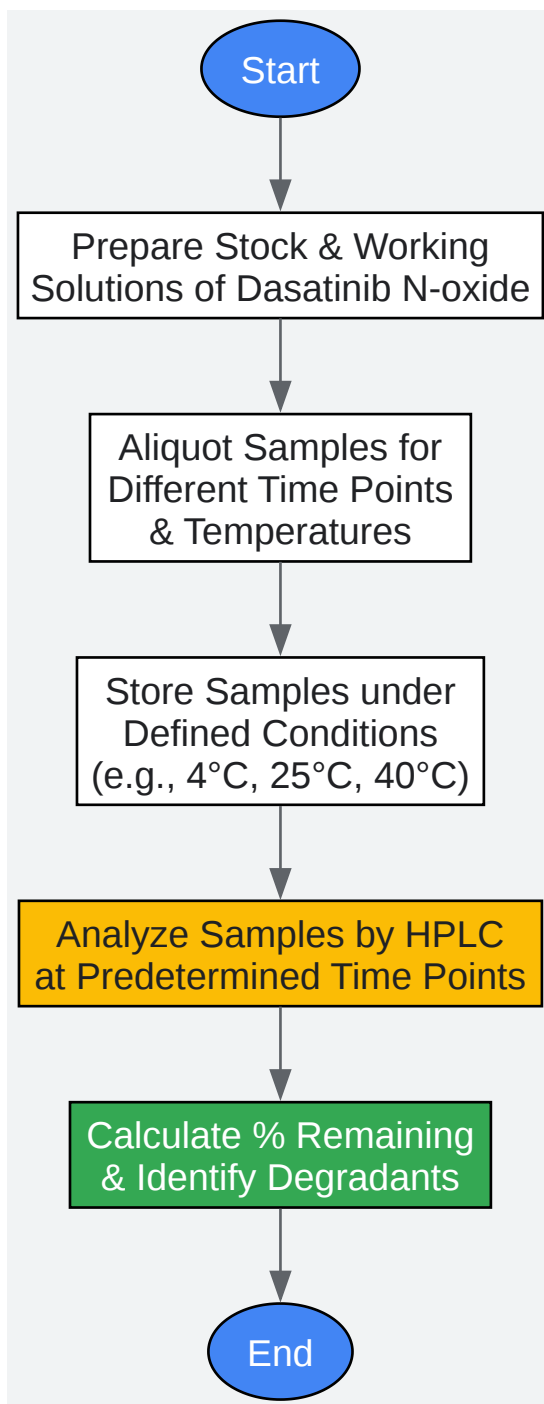 Start
Prepare Stock & Working
Solutions of Dasatinib N-oxide
Aliquot Samples for
Different Time Points
& Temperatures
Store Samples under
Defined Conditions
(e.g., 4°C, 25°C, 40°C)
Analyze Samples by HPLC
at Predetermined Time Points
Calculate % Remaining
& Identify Degradants
End